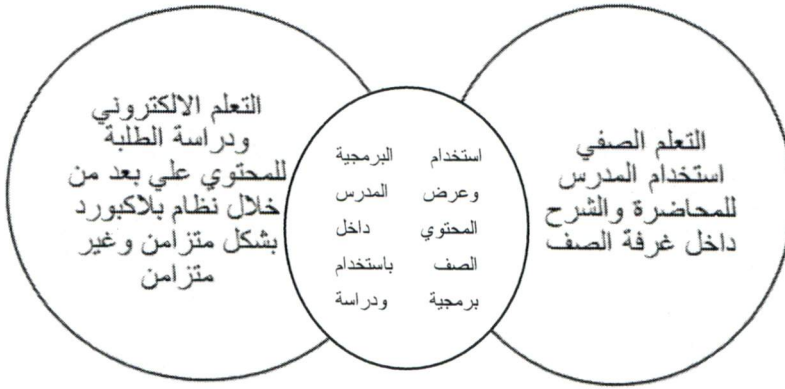 التعلم الصفي
استخدام المدرس
للمحاضرة والشرح
داخل غرفة الصف
استخدام البرمجية
وعرض المدرس
المحتوي داخل
الصف باستخدام
برمجية ودراسة
التعلم الالكتروني
ودراسة الطلبة
للمحتوي علي بعد من
خلال نظام بلاكبورد
بشكل متزامن وغير
متزامن